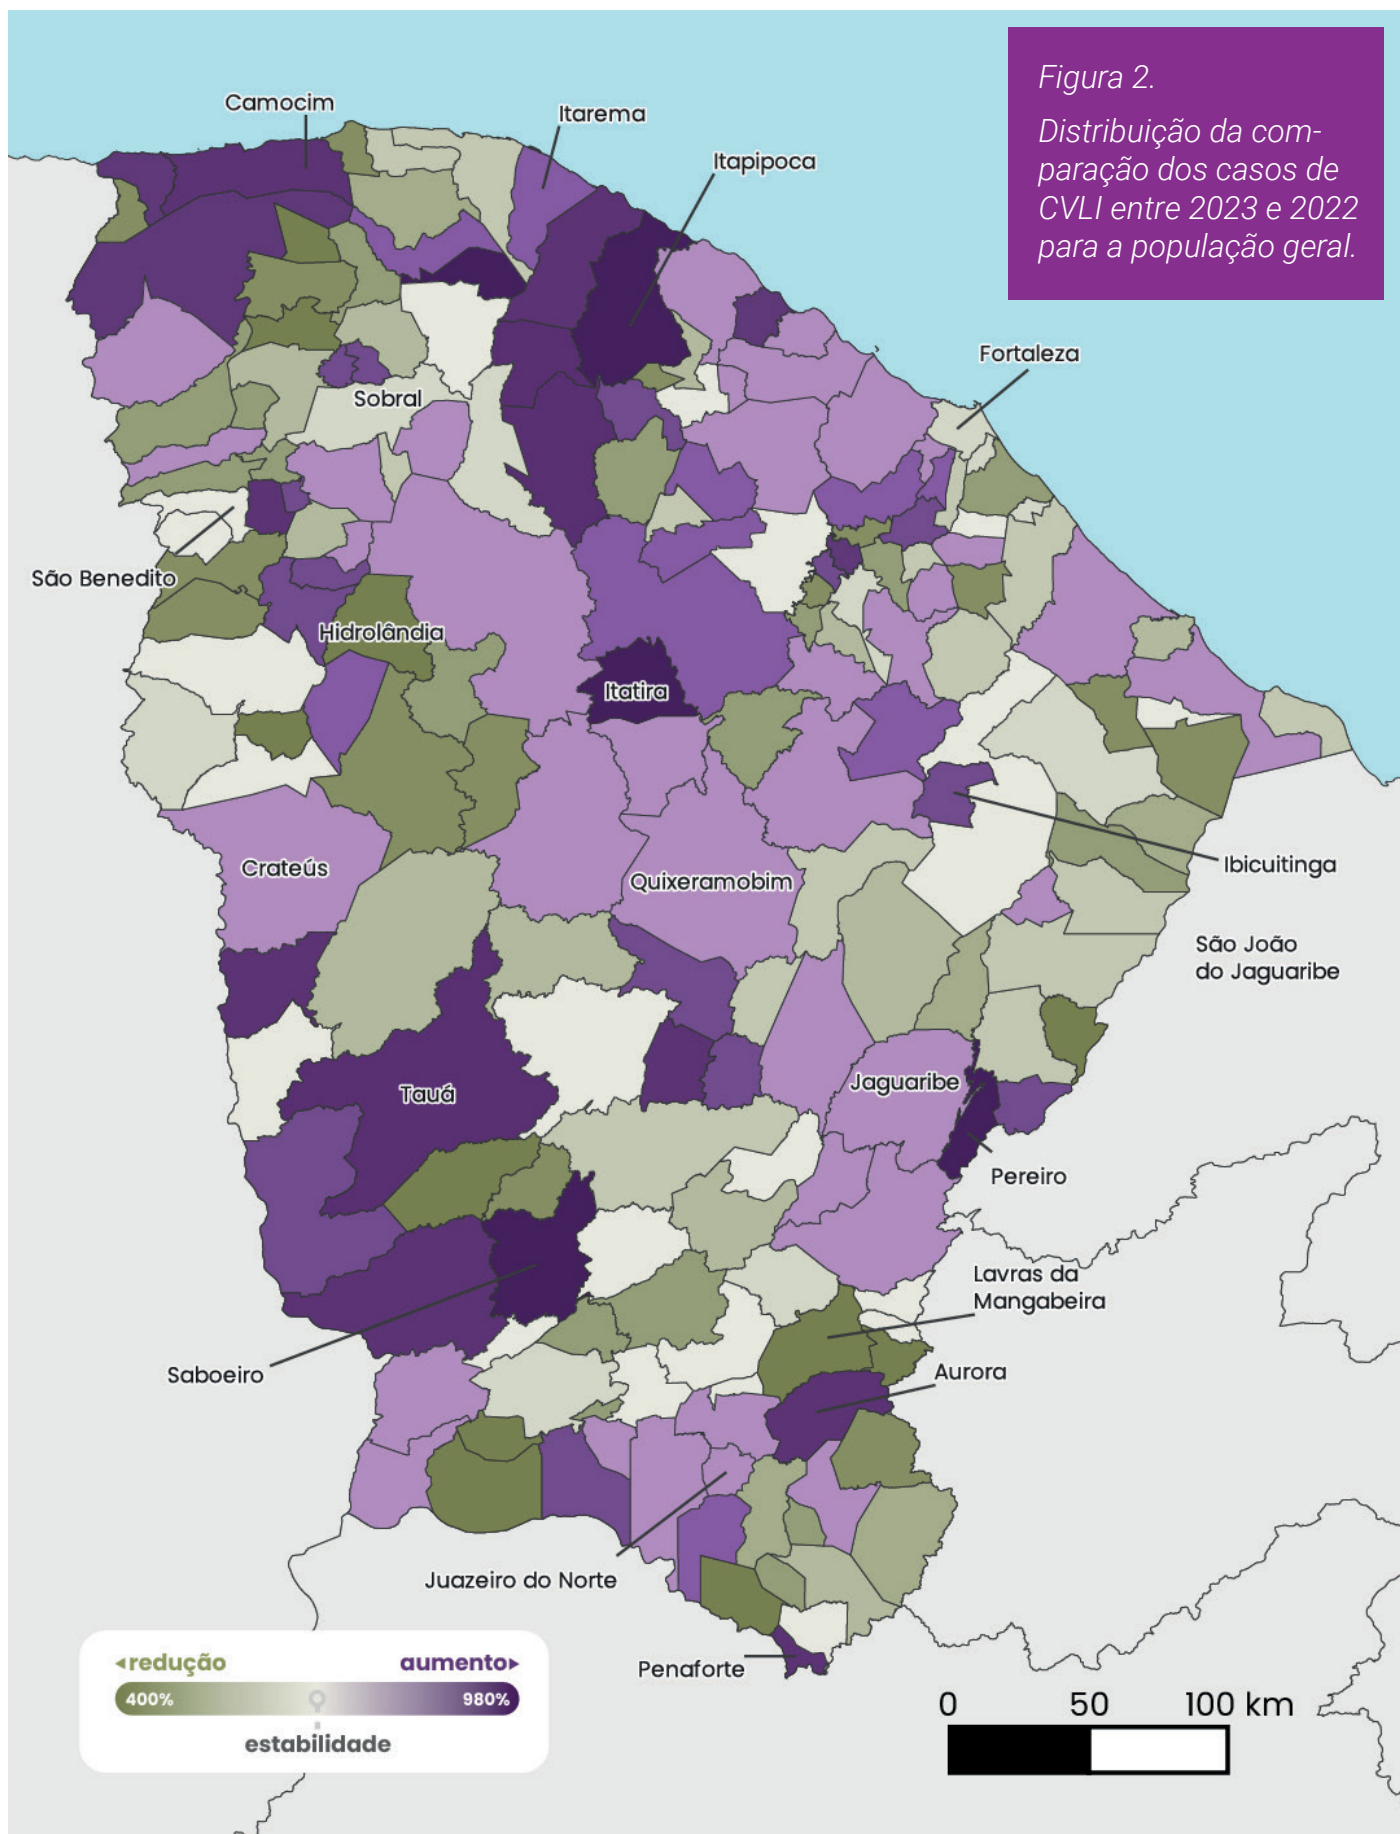 Figura 2.
Distribuição da com-
paração dos casos de
CVLI entre 2023 e 2022
para a população geral.
Camocim
Itarema
Itapipoca
Fortaleza
Sobral
São Benedito
Hidrolândia
Itatira
Crateús
Quixeramobim
Ibicuitinga
São João
do Jaguaribe
Tauá
Jaguaribe
Pereiro
Lavras da
Mangabeira
Saboeiro
Aurora
Juazeiro do Norte
Penaforte
redução
aumento
400%
980%
estabilidade
0 50 100 km